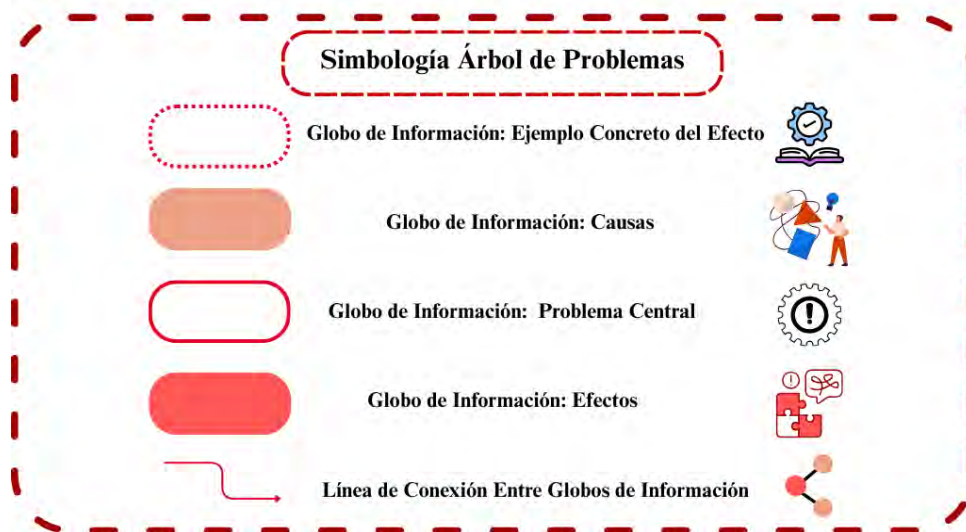 Simbología Árbol de Problemas
Globo de Información: Ejemplo Concreto del Efecto
Globo de Información: Causas
Globo de Información:  Problema Central
Globo de Información: Efectos
Línea de Conexión Entre Globos de Información